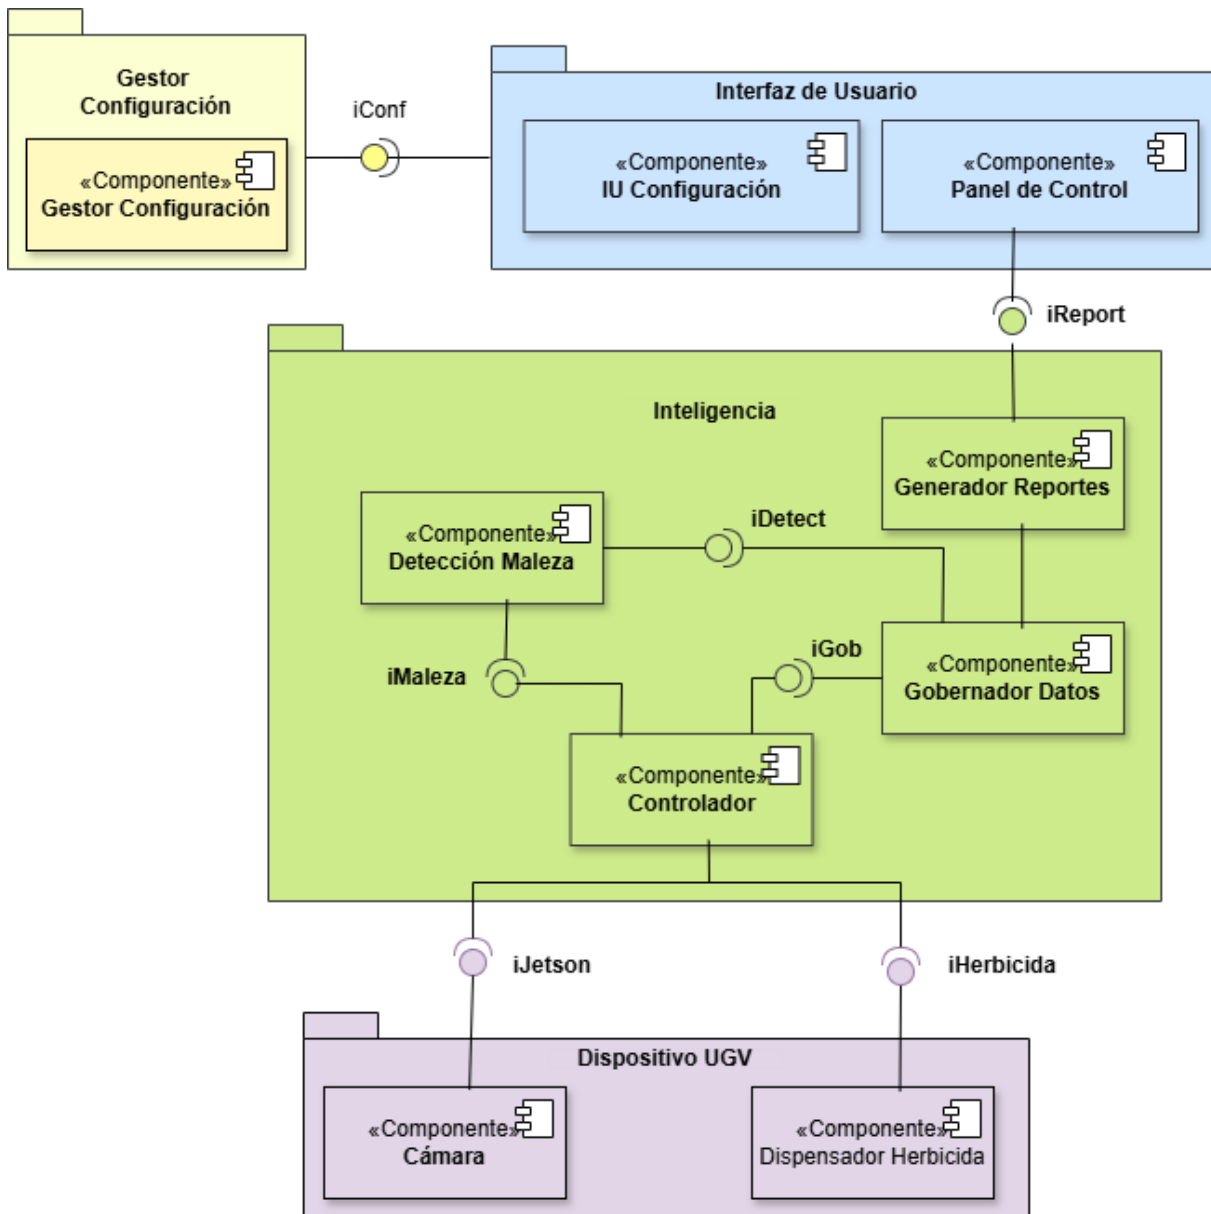 Gestor
Configuración
«Componente»
Gestor Configuración
iConf
Interfaz de Usuario
«Componente»
IU Configuración
«Componente»
Panel de Control
iReport
Inteligencia
«Componente»
Generador Reportes
«Componente»
Detección Maleza
iDetect
iMaleza
iGob
«Componente»
Gobernador Datos
«Componente»
Controlador
iJetson
iHerbicida
Dispositivo UGV
«Componente»
Cámara
«Componente»
Dispensador Herbicida